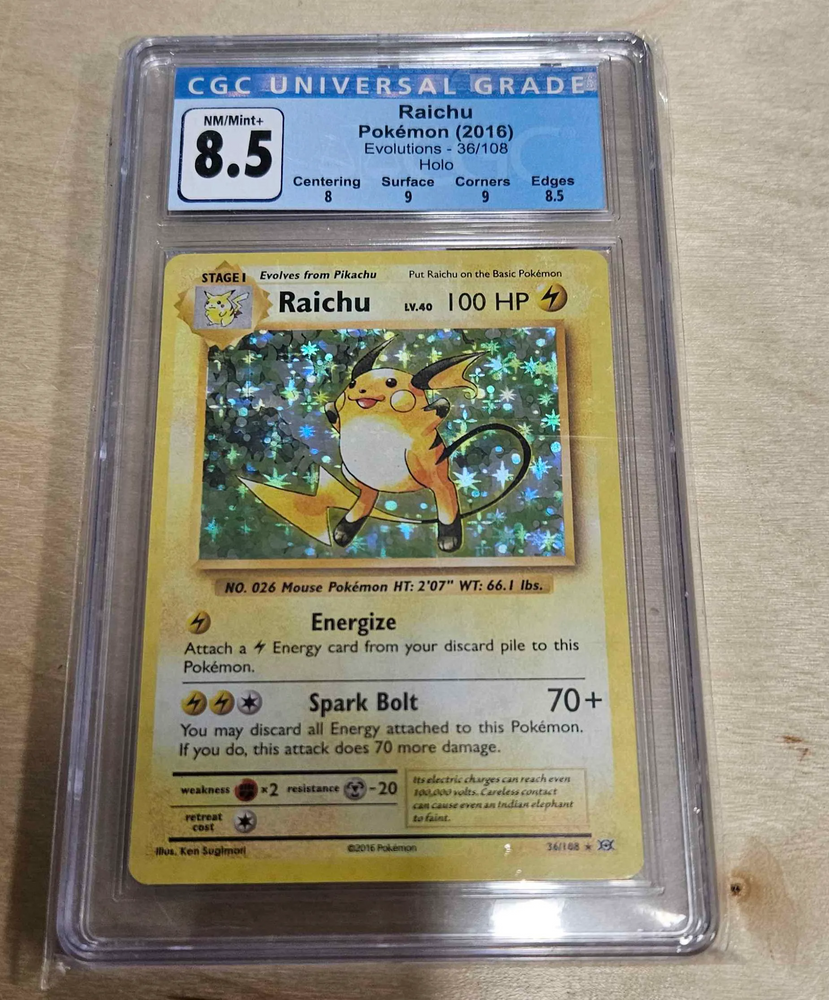 CGC UNIVERSAL GRADE
NM/Mint+
8.5
Raichu
Pokémon (2016)
Evolutions - 36/108
Holo
Centering Surface Corners Edges
8 9 9 8.5
STAGE 1 Evolves from Pikachu Put Raichu on the Basic Pokémon
Raichu LV.40 100 HP
NO. 026 Mouse Pokémon HT: 2'07" WT: 66.1 lbs.
Energize
Attach a Energy card from your discard pile to this
Pokémon.
Spark Bolt 70+
You may discard all Energy attached to this Pokémon.
If you do, this attack does 70 more damage.
weakness ×2 resistance -20
retreat
cost
Its electric charges can reach even
100,000 volts. Careless contact
can cause even an Indian elephant
to faint.
Illus. Ken Sugimori ©2016 Pokémon 36/108 ★